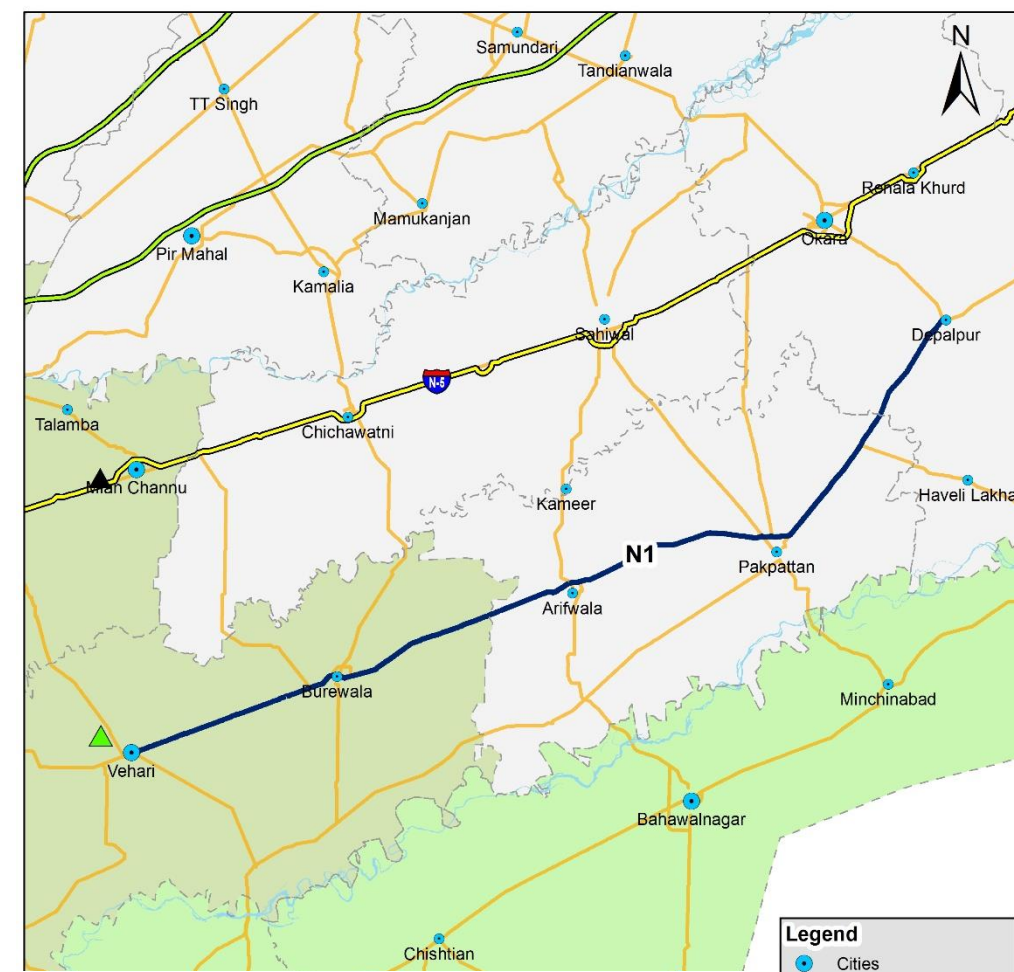 Samundari
N
Tandianwala
TT Singh
Renala Khurd
Mamukanjan
Okara
Pir Mahal
Kamalia
Sahiwal
Depalpur
N-5
Talamba
Chichawatni
Mian Channu
Haveli Lakha
Kameer
N1
Pakpattan
Arifwala
Burewala
Minchinabad
Vehari
Bahawalnagar
Legend
Chishtian
Cities